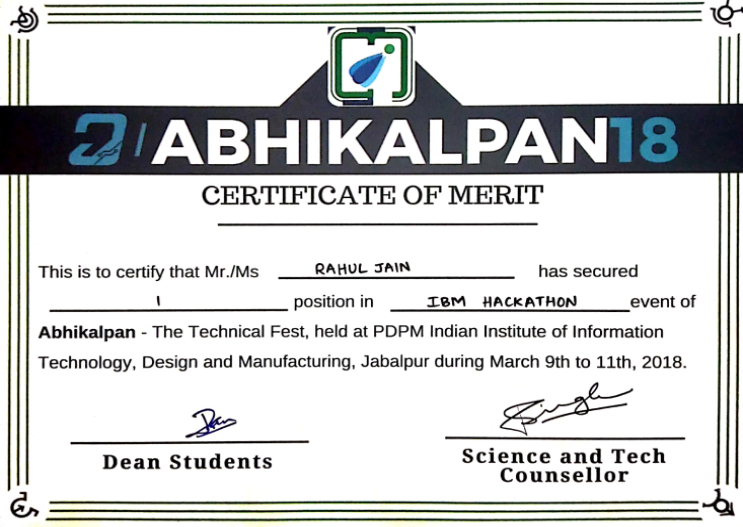 ABHIKALPAN18
CERTIFICATE OF MERIT
This is to certify that Mr./Ms RAHUL JAIN has secured
1 position in IBM HACKATHON event of
Abhikalpan - The Technical Fest, held at PDPM Indian Institute of Information
Technology, Design and Manufacturing, Jabalpur during March 9th to 11th, 2018.
Dean Students
Science and Tech
Counsellor